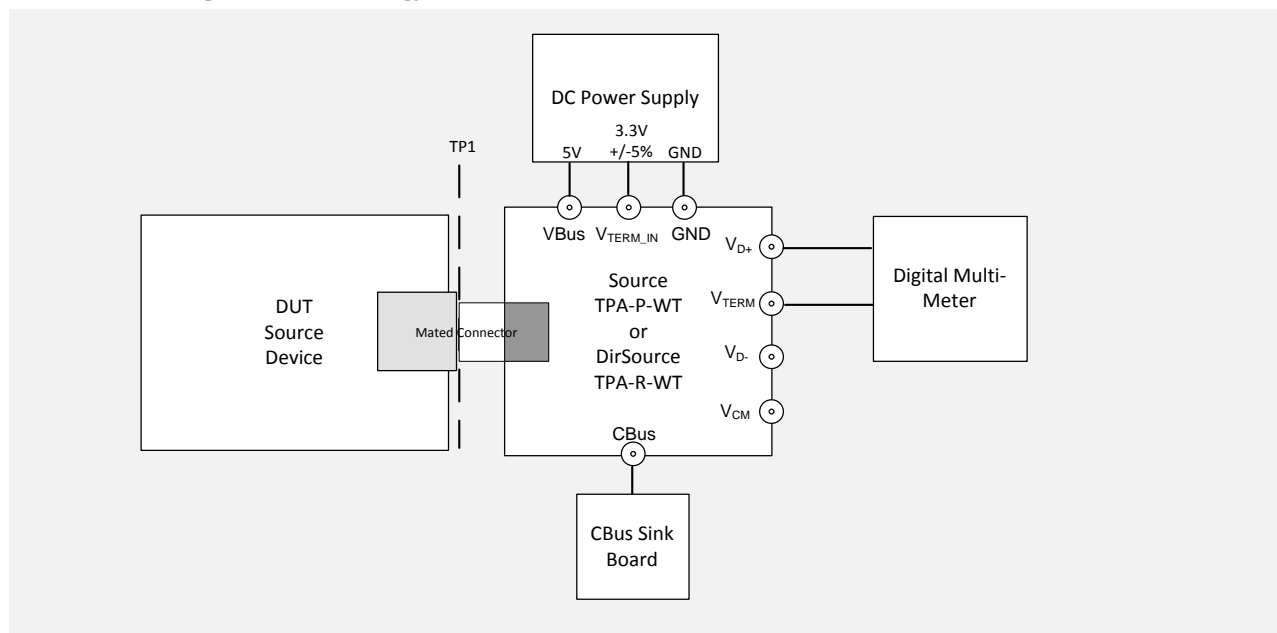 DC Power Supply
3.3V
5V +/-5% GND
TP1
VBus VTERM_IN GND
VD+
Source
TPA-P-WT
or
DirSource
TPA-R-WT
VTERM
VD-
VCM
Digital Multi-
Meter
DUT
Source
Device
Mated Connector
CBus
CBus Sink
Board